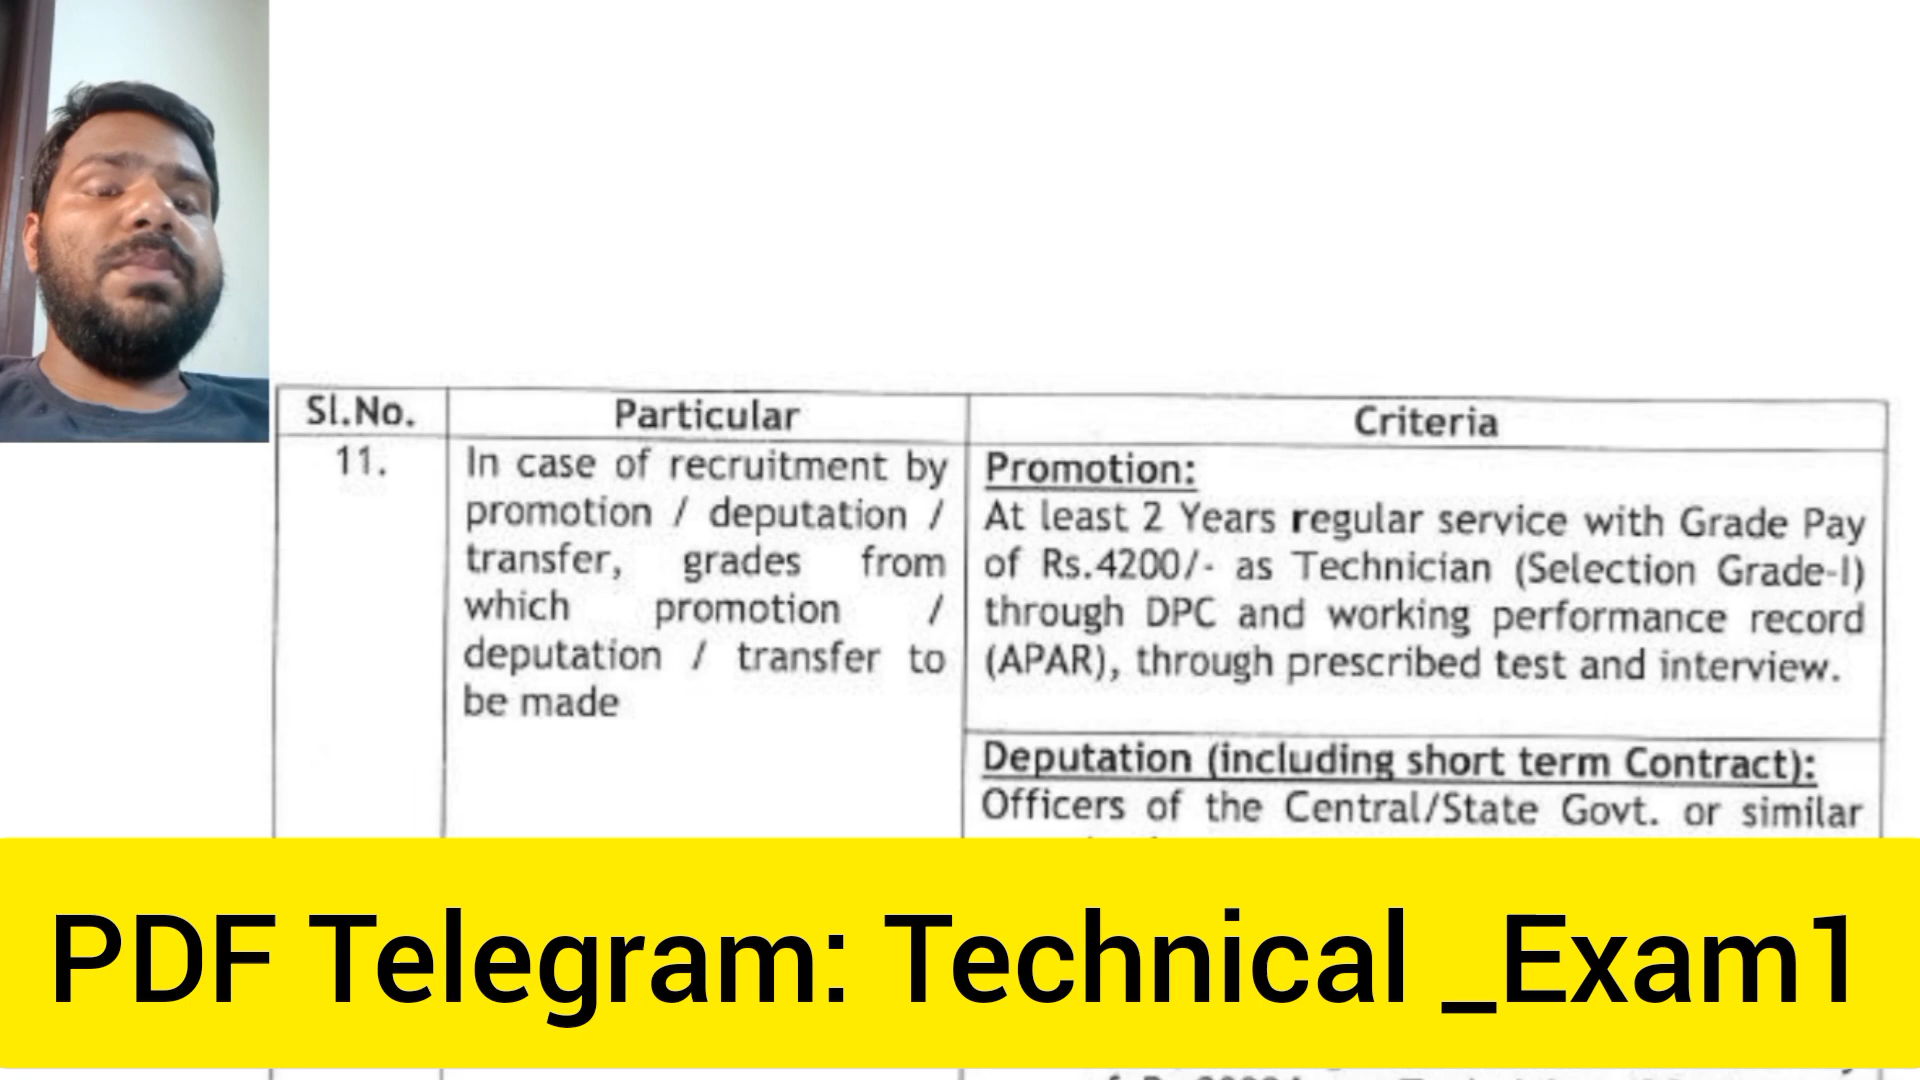 Sl.No.
Particular
Criteria
11.
In case of recruitment by
promotion / deputation /
transfer, grades from
which promotion /
deputation / transfer to
be made
Promotion:
At least 2 Years regular service with Grade Pay
of Rs.4200/- as Technician (Selection Grade-I)
through DPC and working performance record
(APAR), through prescribed test and interview.
Deputation (including short term Contract):
Officers of the Central/State Govt. or similar
PDF Telegram: Technical _Exam1